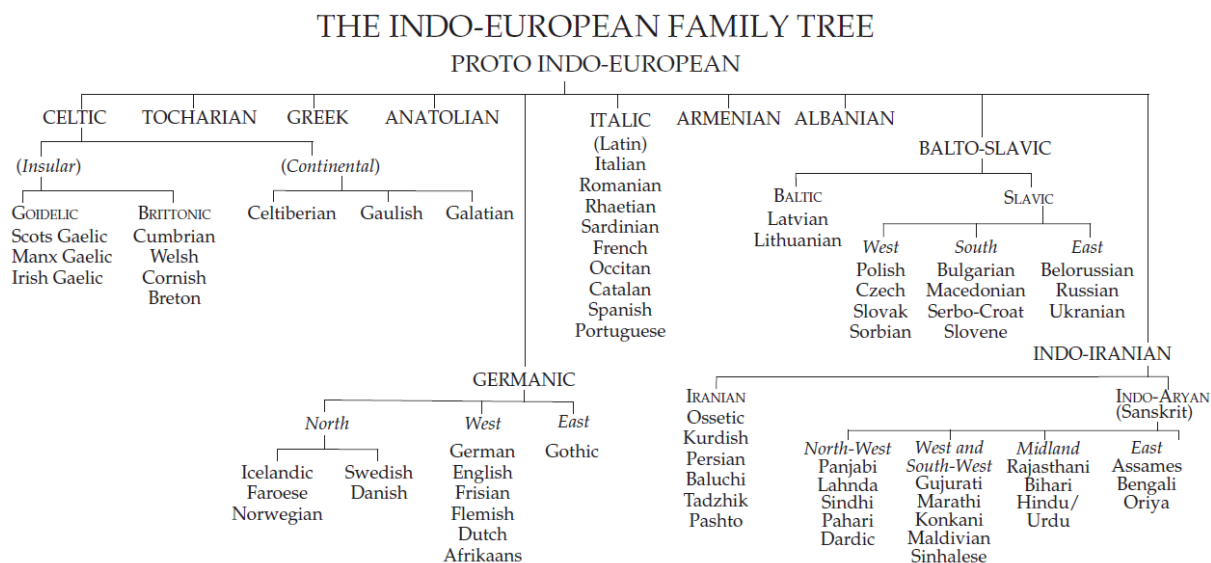 THE INDO-EUROPEAN FAMILY TREE
PROTO INDO-EUROPEAN
CELTIC
TOCHARIAN
GREEK
ANATOLIAN
ITALIC
(Latin)
Italian
Romanian
Rhaetian
Sardinian
French
Occitan
Catalan
Spanish
Portuguese
ARMENIAN
ALBANIAN
BALTO-SLAVIC
(Insular)
(Continental)
GOIDELIC
Scots Gaelic
Manx Gaelic
Irish Gaelic
BRITTONIC
Cumbrian
Welsh
Cornish
Breton
Celtiberian
Gaulish
Galatian
BALTIC
Latvian
Lithuanian
SLAVIC
West
Polish
Czech
Slovak
Sorbian
South
Bulgarian
Macedonian
Serbo-Croat
Slovene
East
Belorussian
Russian
Ukranian
GERMANIC
North
Icelandic
Faroese
Norwegian
Swedish
Danish
West
German
English
Frisian
Flemish
Dutch
Afrikaans
East
Gothic
INDO-IRANIAN
IRANIAN
Ossetic
Kurdish
Persian
Baluchi
Tadzhik
Pashto
INDO-ARYAN
(Sanskrit)
North-West
Panjabi
Lahnda
Sindhi
Pahari
Dardic
West and
South-West
Gujurati
Marathi
Konkani
Maldivian
Sinhalese
Midland
Rajasthani
Bihari
Hindu/
Urdu
East
Assames
Bengali
Oriya